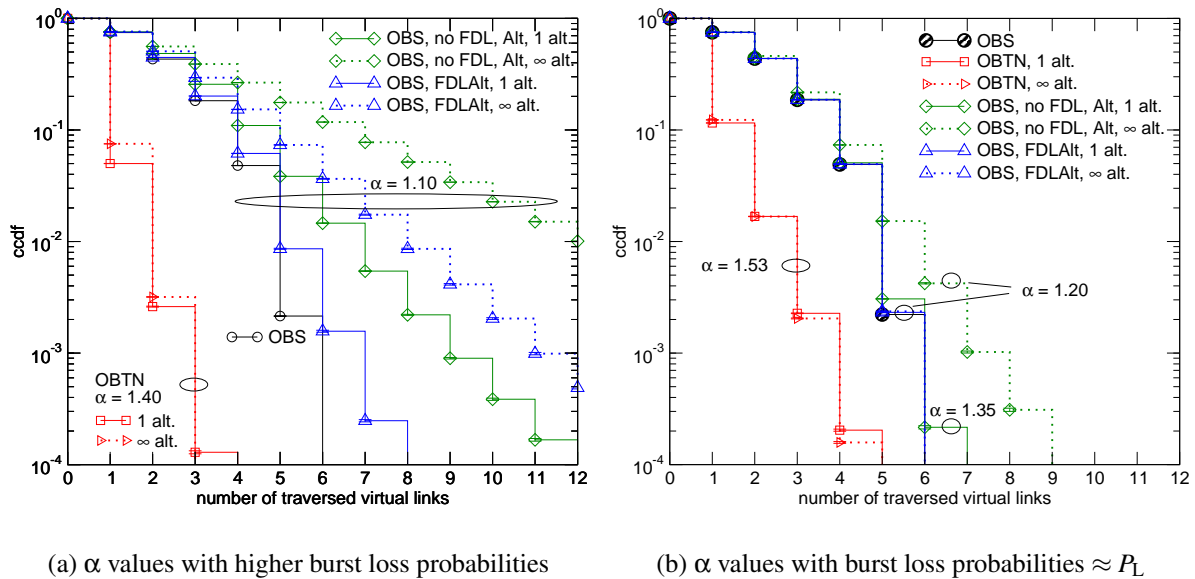 10^0
10^-1
10^-2
10^-3
10^-4
ccdf
0 1 2 3 4 5 6 7 8 9 10 11 12
number of traversed virtual links
OBS, no FDL, Alt, 1 alt.
OBS, no FDL, Alt, ∞ alt.
OBS, FDLAlt, 1 alt.
OBS, FDLAlt, ∞ alt.
α = 1.10
OBS
OBTN
α = 1.40
1 alt.
∞ alt.
(a) α values with higher burst loss probabilities
10^0
10^-1
10^-2
10^-3
10^-4
ccdf
0 1 2 3 4 5 6 7 8 9 10 11 12
number of traversed virtual links
OBS
OBTN, 1 alt.
OBTN, ∞ alt.
OBS, no FDL, Alt, 1 alt.
OBS, no FDL, Alt, ∞ alt.
OBS, FDLAlt, 1 alt.
OBS, FDLAlt, ∞ alt.
α = 1.53
α = 1.20
α = 1.35
(b) α values with burst loss probabilities ≈ P_L